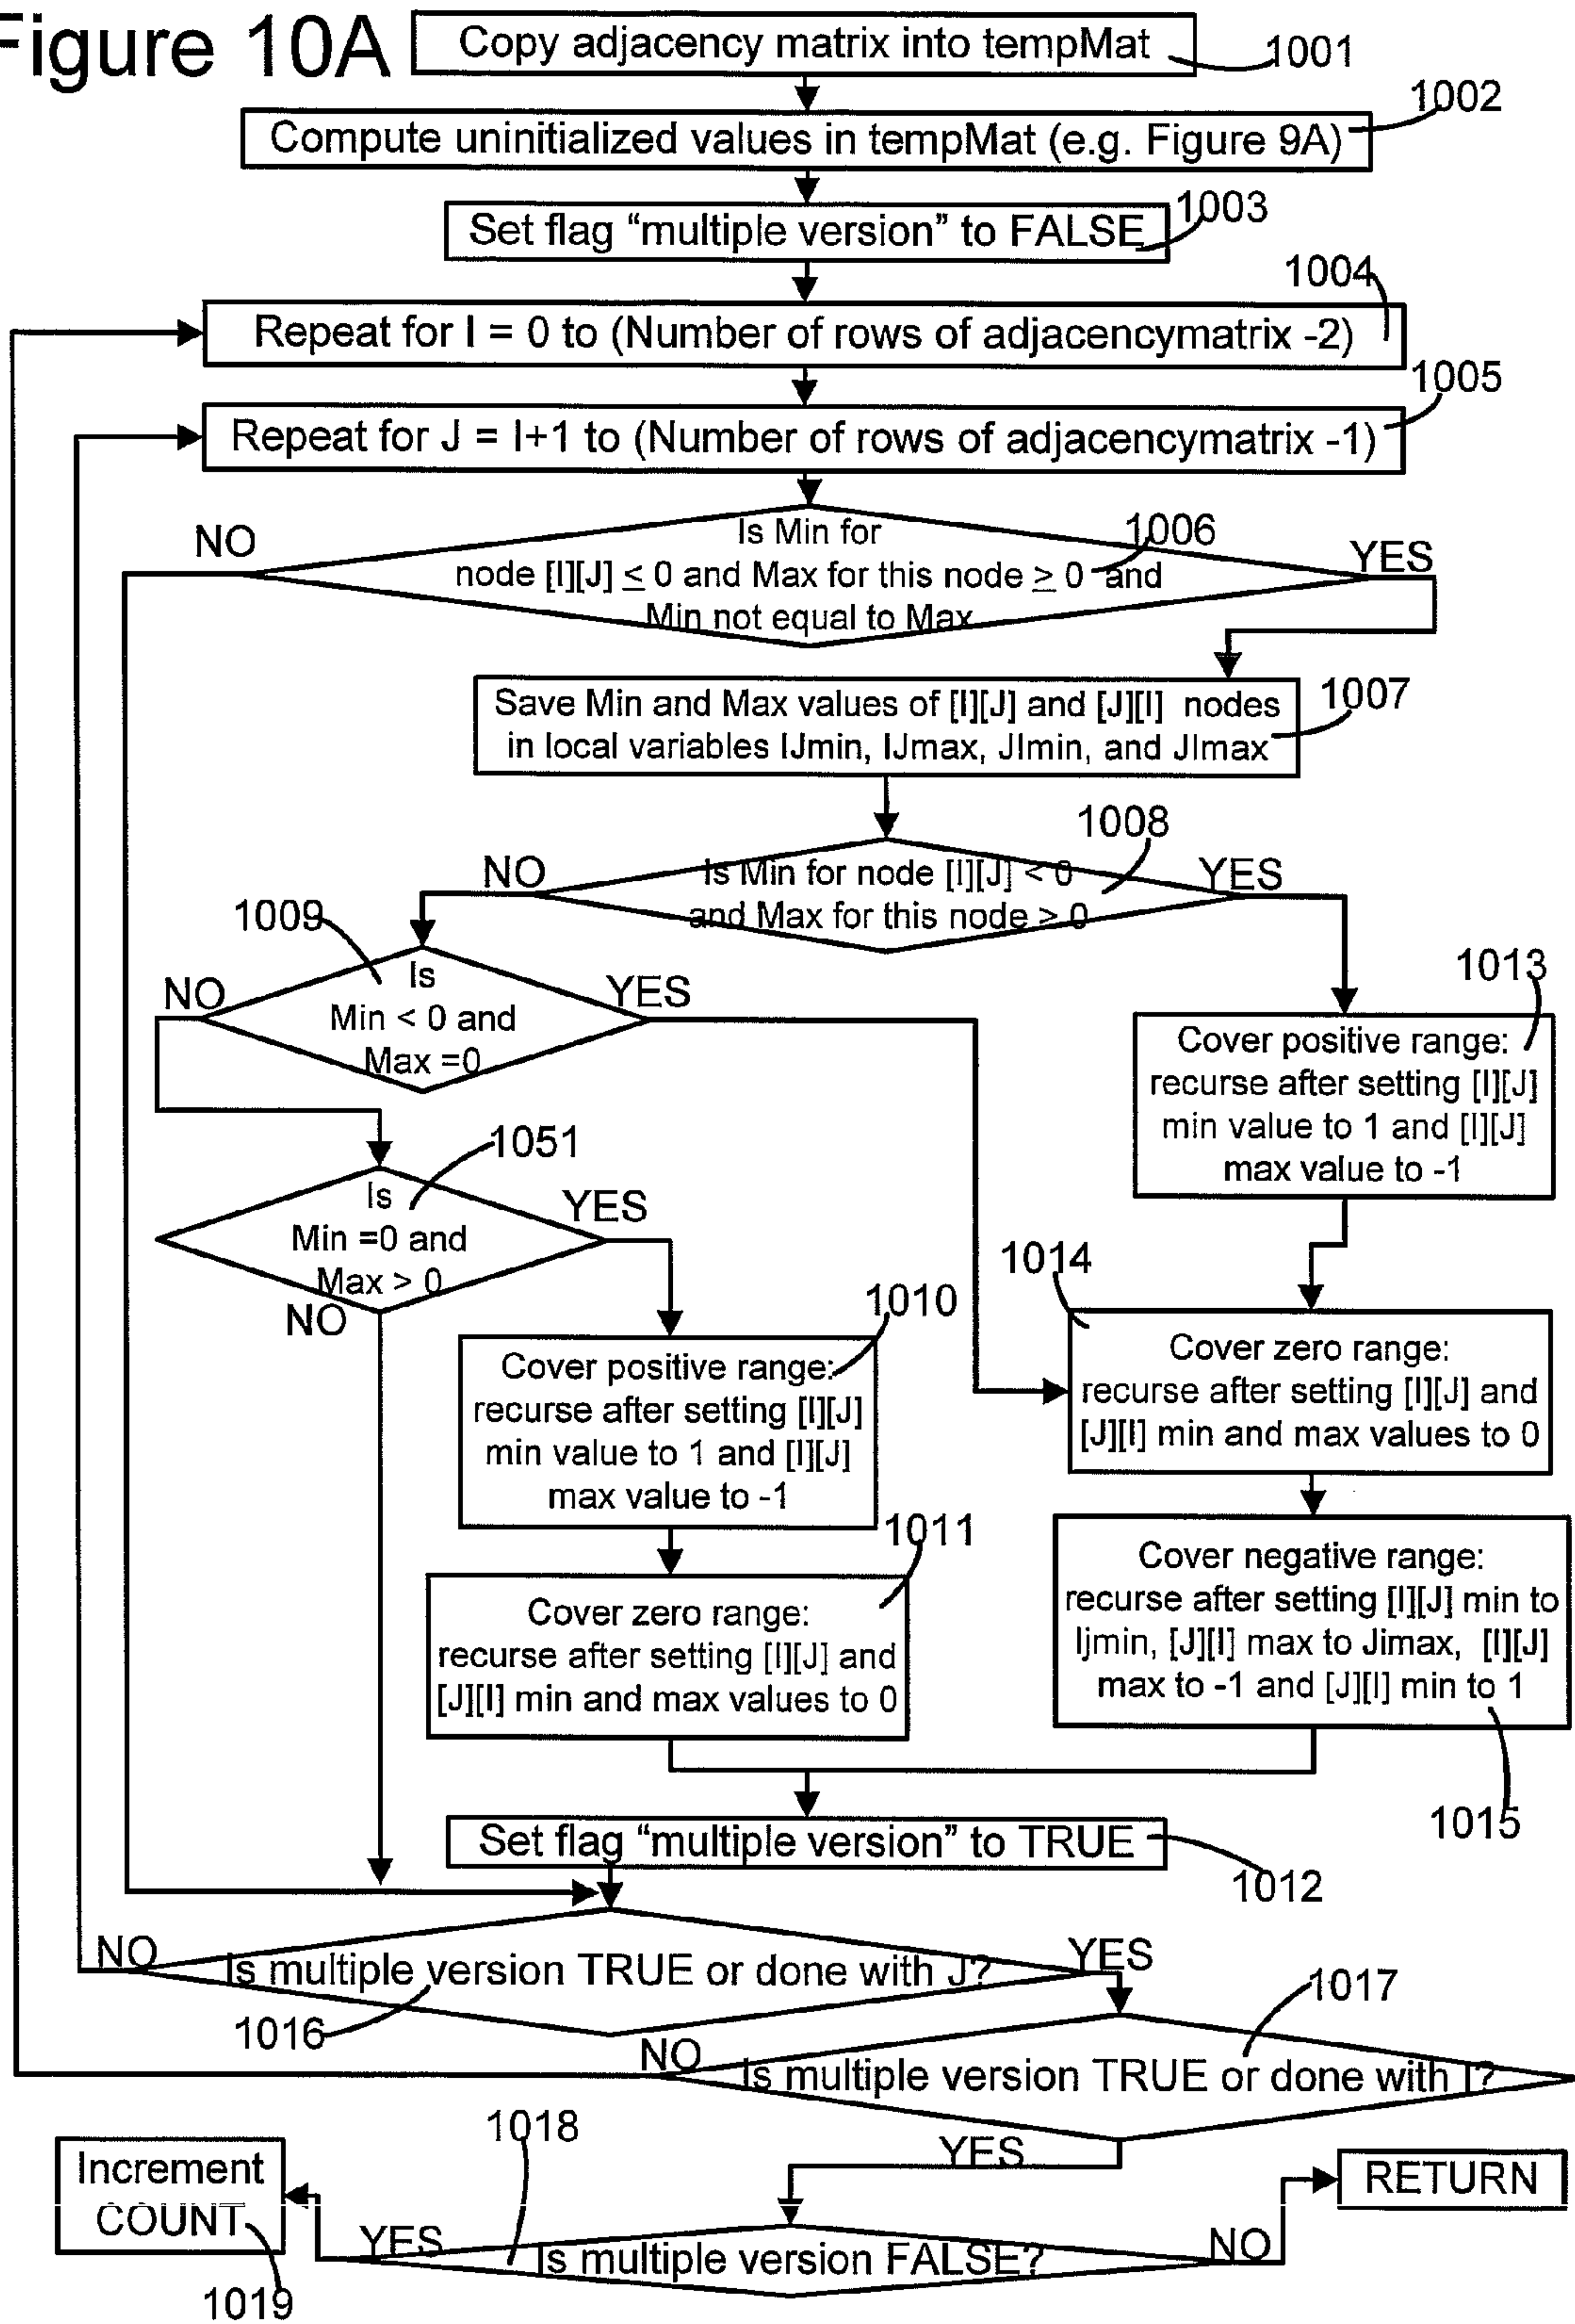 Figure 10A
Copy adjacency matrix into tempMat
1001
1002
Compute uninitialized values in tempMat (e.g. Figure 9A)
1003
Set flag “multiple version” to FALSE
1004
Repeat for I = 0 to (Number of rows of adjacencymatrix -2)
1005
Repeat for J = I+1 to (Number of rows of adjacencymatrix -1)
NO
Is Min for
1006
node [I][J] ≤ 0 and Max for this node ≥ 0 and
YES
Min not equal to Max
Save Min and Max values of [I][J] and [J][I] nodes
in local variables IJmin, IJmax, JImin, and JImax
1007
1008
NO
Is Min for node [I][J] < 0
YES
and Max for this node > 0
1009
Is
NO
YES
Min < 0 and
Max =0
1013
Cover positive range:
recurse after setting [I][J]
min value to 1 and [I][J]
max value to -1
1051
Is
YES
Min =0 and
Max > 0
NO
1014
Cover zero range:
recurse after setting [I][J] and
[J][I] min and max values to 0
1010
Cover positive range:
recurse after setting [I][J]
min value to 1 and [I][J]
max value to -1
1011
Cover zero range:
recurse after setting [I][J] and
[J][I] min and max values to 0
Cover negative range:
recurse after setting [I][J] min to
Ijmin, [J][I] max to Jimax, [I][J]
max to -1 and [J][I] min to 1
1015
Set flag “multiple version” to TRUE
1012
NO
Is multiple version TRUE or done with J?
YES
1016
1017
NO
Is multiple version TRUE or done with I?
YES
1018
Increment
COUNT
RETURN
YES
Is multiple version FALSE?
NO
1019